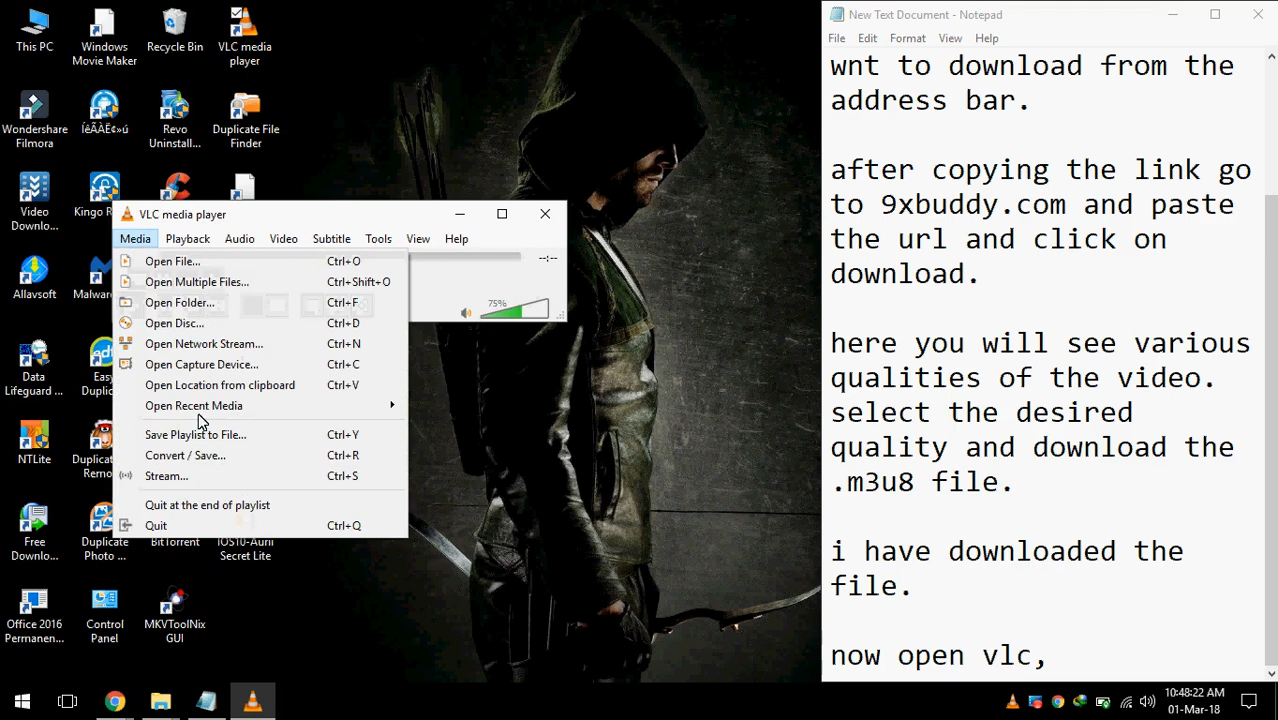 This PC
Windows
Movie Maker
Recycle Bin
VLC media
player
Wondershare
Filmora
ÍêÃÀË¢»ú
Revo
Uninstall...
Duplicate File
Finder
Video
Downlo...
Kingo R
Allavsoft
Malware
Data
Lifeguard ...
Easy
Duplic
NTLite
Duplicat
Remo
Free
Downlo...
Duplicate
Photo ...
BitTorrent
IOS10-Aurii
Secret Lite
Office 2016
Permanen...
Control
Panel
MKVToolNix
GUI
VLC media player
Media Playback Audio Video Subtitle Tools View Help
Open File... Ctrl+O
Open Multiple Files... Ctrl+Shift+O
Open Folder... Ctrl+F
Open Disc... Ctrl+D
Open Network Stream... Ctrl+N
Open Capture Device... Ctrl+C
Open Location from clipboard Ctrl+V
Open Recent Media
Save Playlist to File... Ctrl+Y
Convert / Save... Ctrl+R
Stream... Ctrl+S
Quit at the end of playlist
Quit Ctrl+Q
75%
New Text Document - Notepad
File Edit Format View Help
wnt to download from the
address bar.
after copying the link go
to 9xbuddy.com and paste
the url and click on
download.
here you will see various
qualities of the video.
select the desired
quality and download the
.m3u8 file.
i have downloaded the
file.
now open vlc,
10:48:22 AM
01-Mar-18